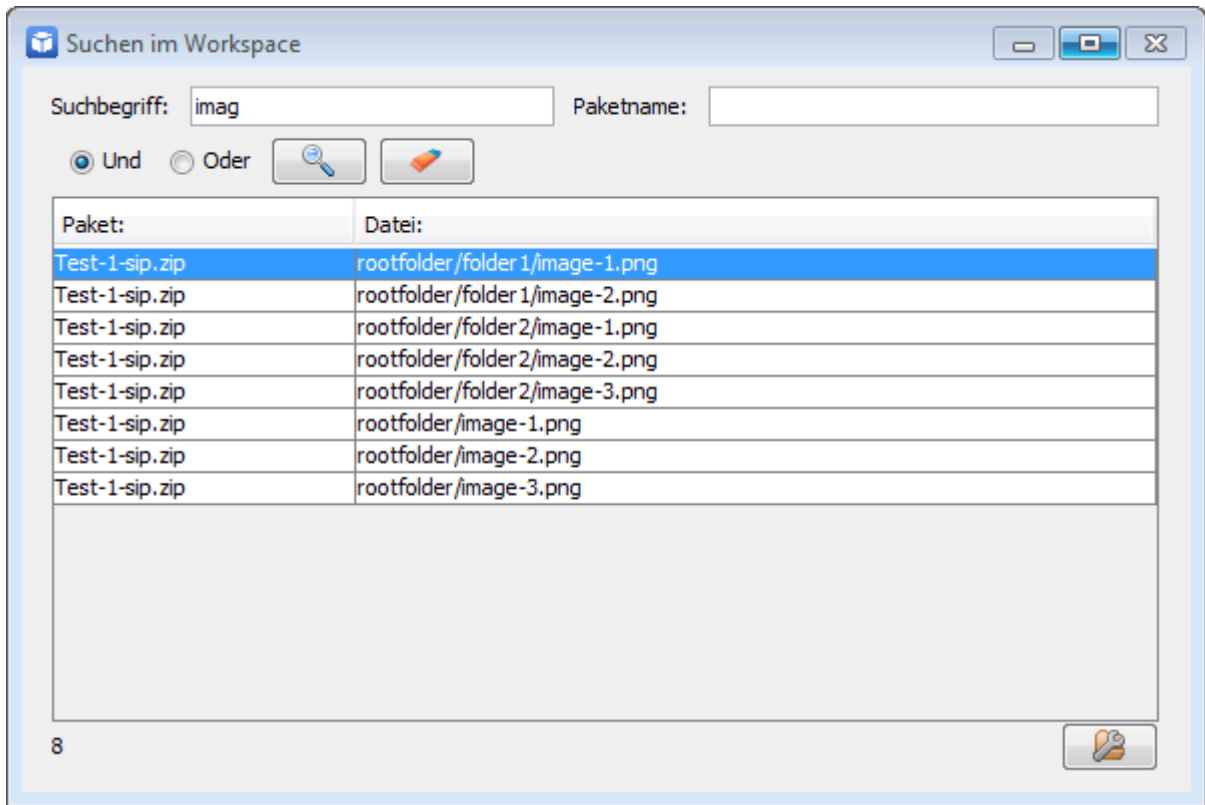 Suchen im Workspace
Suchbegriff: imag Paketname:
Und Oder
Paket: Datei:
Test-1-sip.zip rootfolder/folder1/image-1.png
Test-1-sip.zip rootfolder/folder1/image-2.png
Test-1-sip.zip rootfolder/folder2/image-1.png
Test-1-sip.zip rootfolder/folder2/image-2.png
Test-1-sip.zip rootfolder/folder2/image-3.png
Test-1-sip.zip rootfolder/image-1.png
Test-1-sip.zip rootfolder/image-2.png
Test-1-sip.zip rootfolder/image-3.png
8